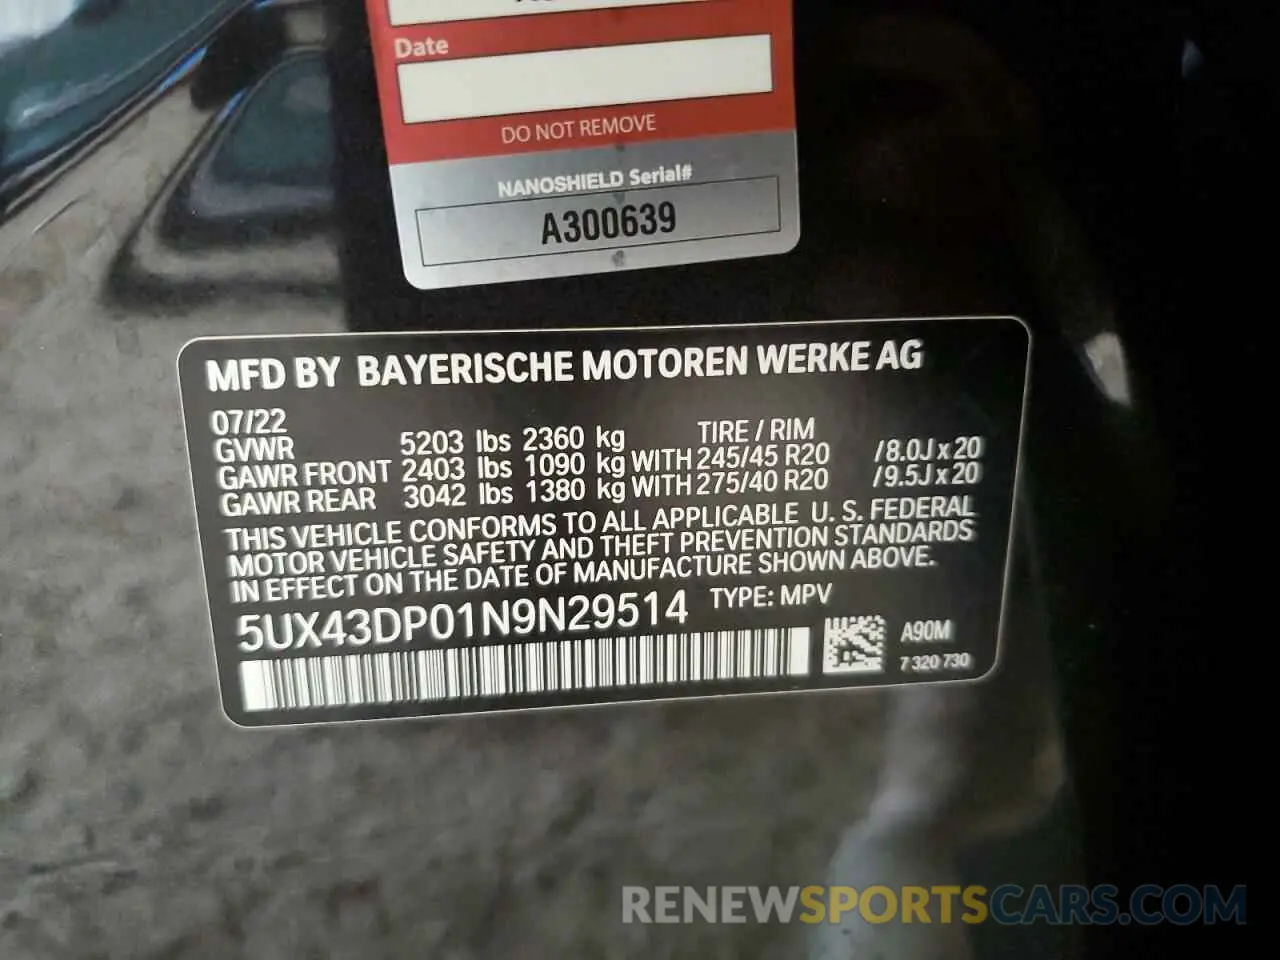 Date
DO NOT REMOVE
NANOSHIELD Serial#
A300639
MFD BY BAYERISCHE MOTOREN WERKE AG
07/22
GVWR 5203 lbs 2360 kg TIRE / RIM
GAWR FRONT 2403 lbs 1090 kg WITH 245/45 R20 /8.0J x 20
GAWR REAR 3042 lbs 1380 kg WITH 275/40 R20 /9.5J x 20
THIS VEHICLE CONFORMS TO ALL APPLICABLE U. S. FEDERAL
MOTOR VEHICLE SAFETY AND THEFT PREVENTION STANDARDS
IN EFFECT ON THE DATE OF MANUFACTURE SHOWN ABOVE.
5UX43DP01N9N29514 TYPE: MPV
A90M
7 320 730
RENEWSPORTSCARS.COM